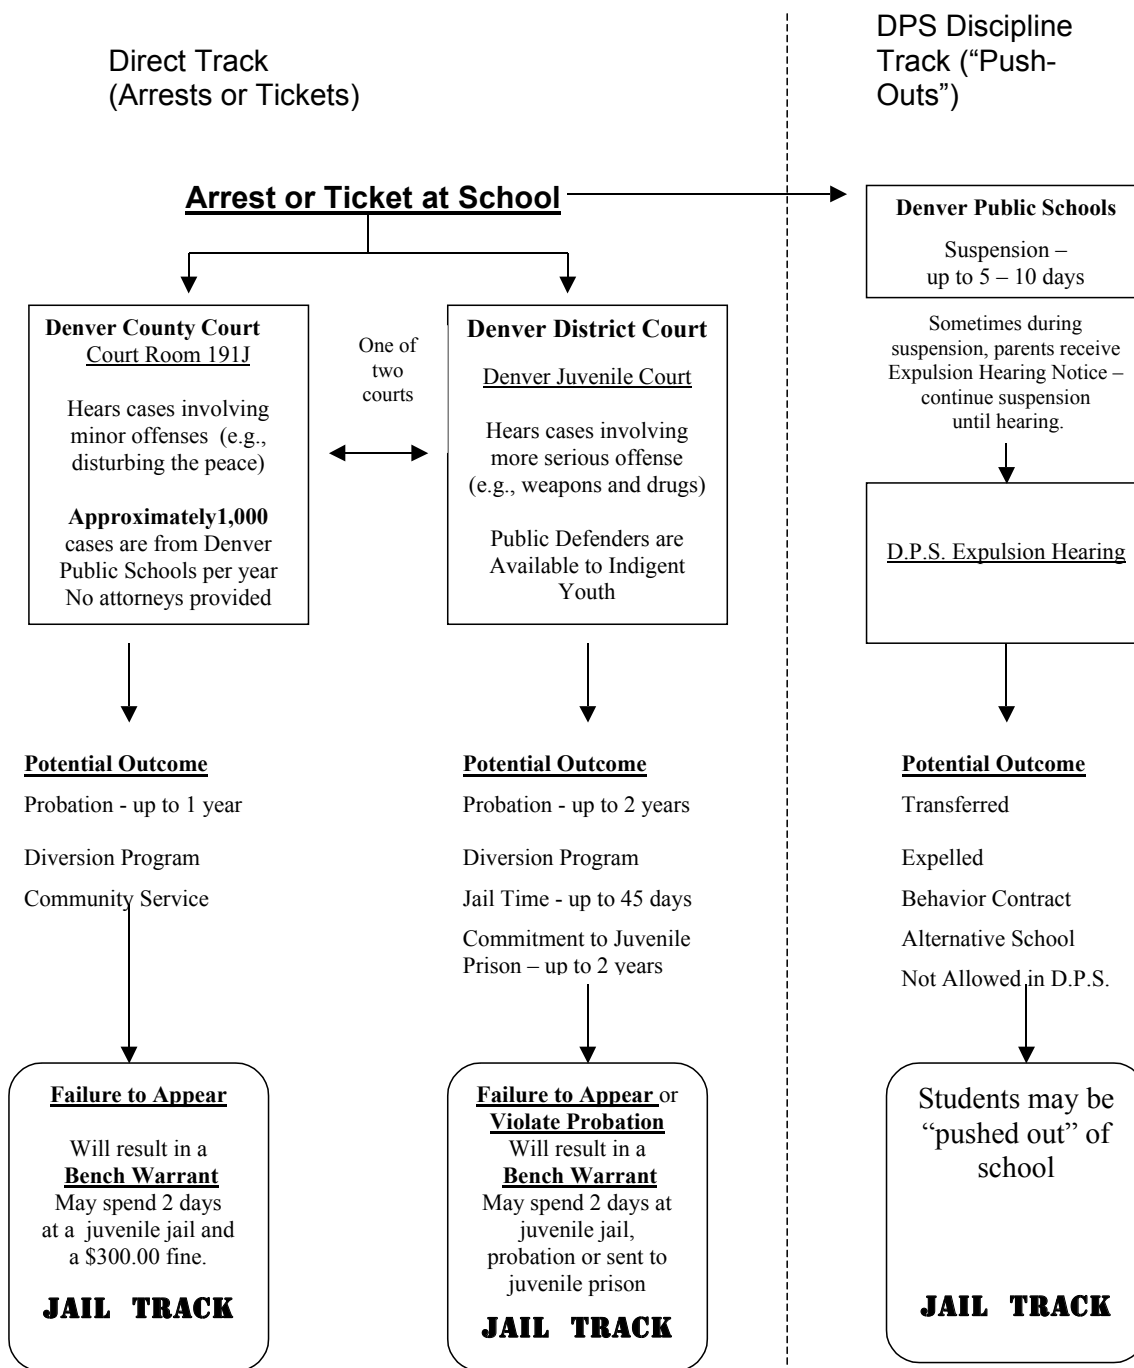 Direct Track
(Arrests or Tickets)
DPS Discipline
Track (“Push-
Outs”)
Arrest or Ticket at School
Denver County Court
Court Room 191J
Hears cases involving
minor offenses  (e.g.,
disturbing the peace)
Approximately1,000
cases are from Denver
Public Schools per year
No attorneys provided
One of
two
courts
Denver District Court
Denver Juvenile Court
Hears cases involving
more serious offense
(e.g., weapons and drugs)
Public Defenders are
Available to Indigent
Youth
Denver Public Schools
Suspension –
up to 5 – 10 days
Sometimes during
suspension, parents receive
Expulsion Hearing Notice –
continue suspension
until hearing.
D.P.S. Expulsion Hearing
Potential Outcome
Probation - up to 1 year
Diversion Program
Community Service
Potential Outcome
Probation - up to 2 years
Diversion Program
Jail Time - up to 45 days
Commitment to Juvenile
Prison – up to 2 years
Potential Outcome
Transferred
Expelled
Behavior Contract
Alternative School
Not Allowed in D.P.S.
Failure to Appear
Will result in a
Bench Warrant
May spend 2 days
at a  juvenile jail and
a $300.00 fine.
JAIL TRACK
Failure to Appear or
Violate Probation
Will result in a
Bench Warrant
May spend 2 days at
juvenile jail,
probation or sent to
juvenile prison
JAIL TRACK
Students may be
“pushed out” of
school
JAIL TRACK